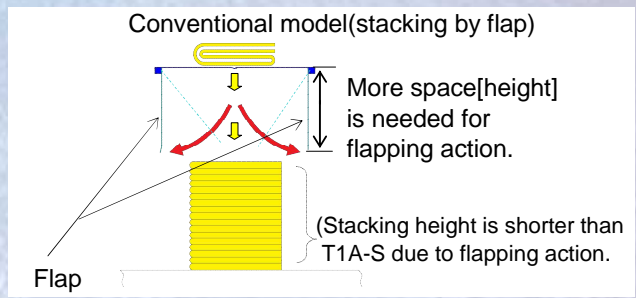 Conventional model(stacking by flap)
More space[height]
is needed for
flapping action.
(Stacking height is shorter than
T1A-S due to flapping action.
Flap